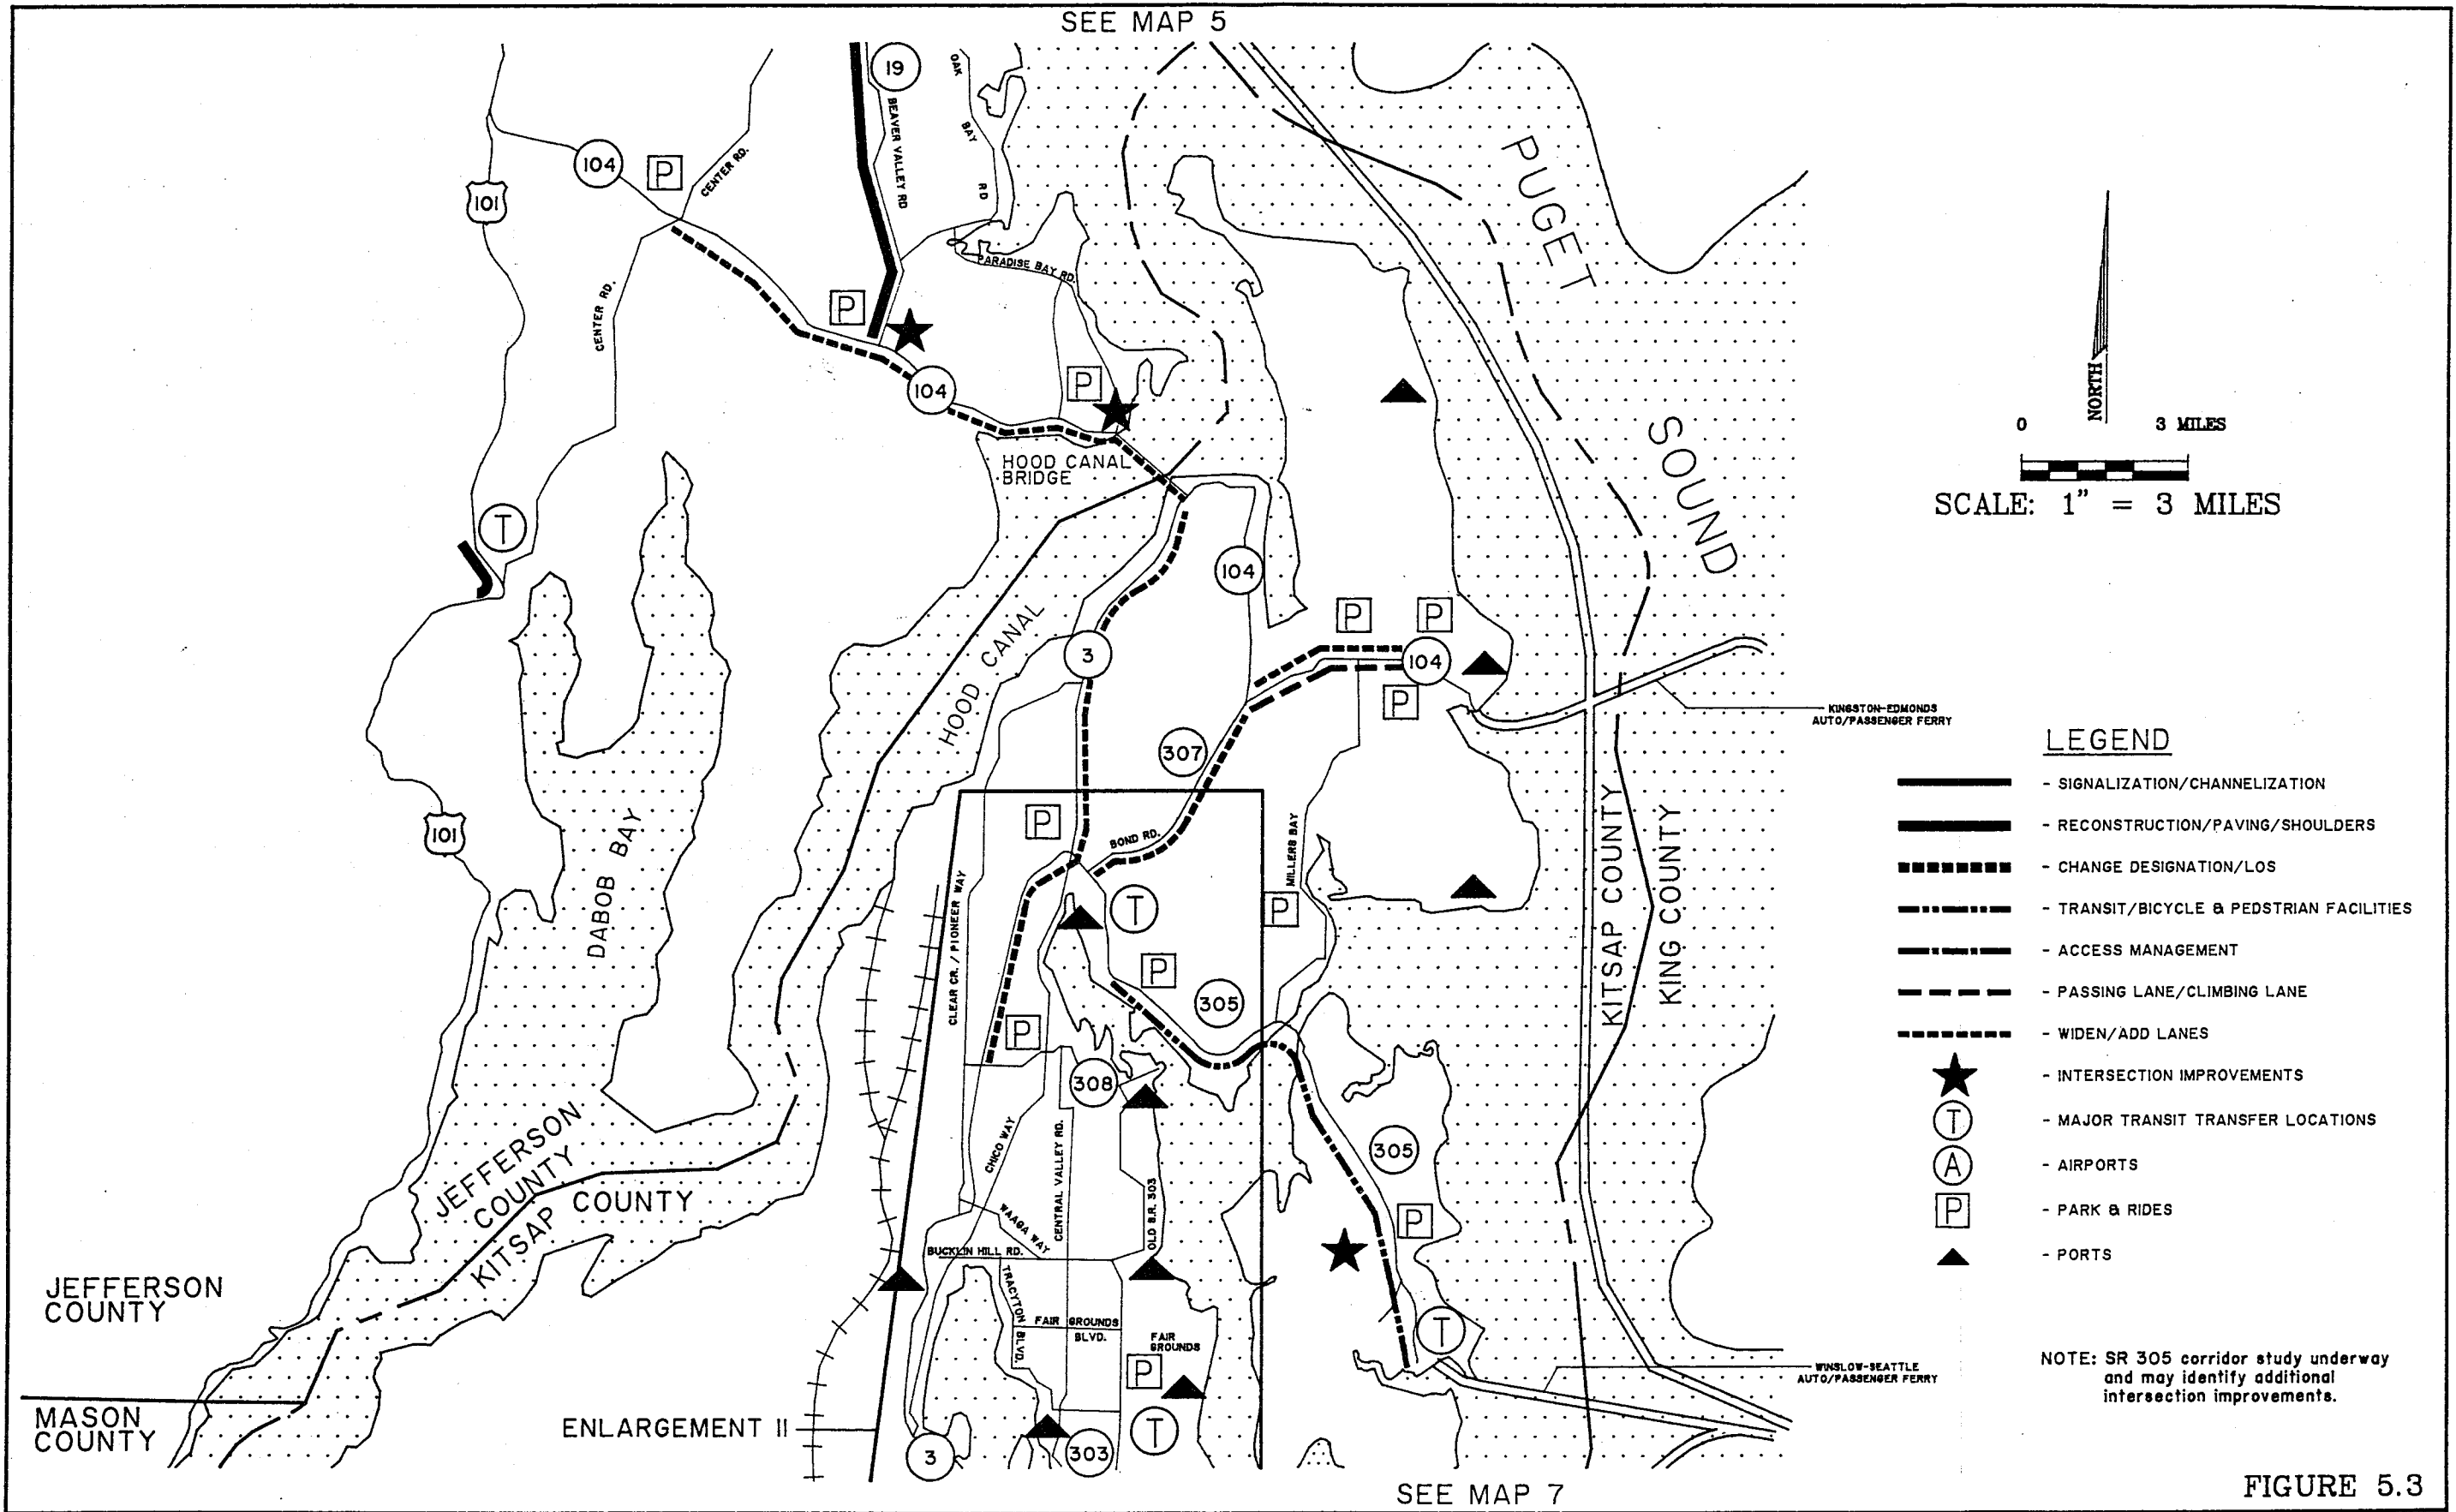 SEE MAP 5
19
OAK
BAY
RD
BEAVER VALLEY RD
104
P
CENTER RD.
101
PUGET
SOUND
PARADISE BAY RD.
CENTER RD.
P
104
P
NORTH
0 3 MILES
SCALE: 1" = 3 MILES
HOOD CANAL
BRIDGE
T
104
HOOD CANAL
3
P
P
104
P
KINGSTON-EDMONDS
AUTO/PASSENGER FERRY
307
101
P
BOND RD.
MILLERS BAY
P
DABOB BAY
CLEAR CR. / PIONEER WAY
T
P
305
P
308
KITSAP COUNTY
KING COUNTY
LEGEND
- SIGNALIZATION/CHANNELIZATION
- RECONSTRUCTION/PAVING/SHOULDERS
- CHANGE DESIGNATION/LOS
- TRANSIT/BICYCLE & PEDSTRIAN FACILITIES
- ACCESS MANAGEMENT
- PASSING LANE/CLIMBING LANE
- WIDEN/ADD LANES
- INTERSECTION IMPROVEMENTS
T - MAJOR TRANSIT TRANSFER LOCATIONS
A - AIRPORTS
P - PARK & RIDES
- PORTS
JEFFERSON
COUNTY
KITSAP COUNTY
CHICO WAY
CENTRAL VALLEY RD.
OLD S.R. 303
305
P
WAAGA WAY
BUCKLIN HILL RD.
TRACYTON BLVD.
FAIR GROUNDS
BLVD.
FAIR
GROUNDS
P
T
JEFFERSON
COUNTY
MASON
COUNTY
WINSLOW-SEATTLE
AUTO/PASSENGER FERRY
NOTE: SR 305 corridor study underway
and may identify additional
intersection improvements.
ENLARGEMENT II
3
303
T
SEE MAP 7
FIGURE 5.3